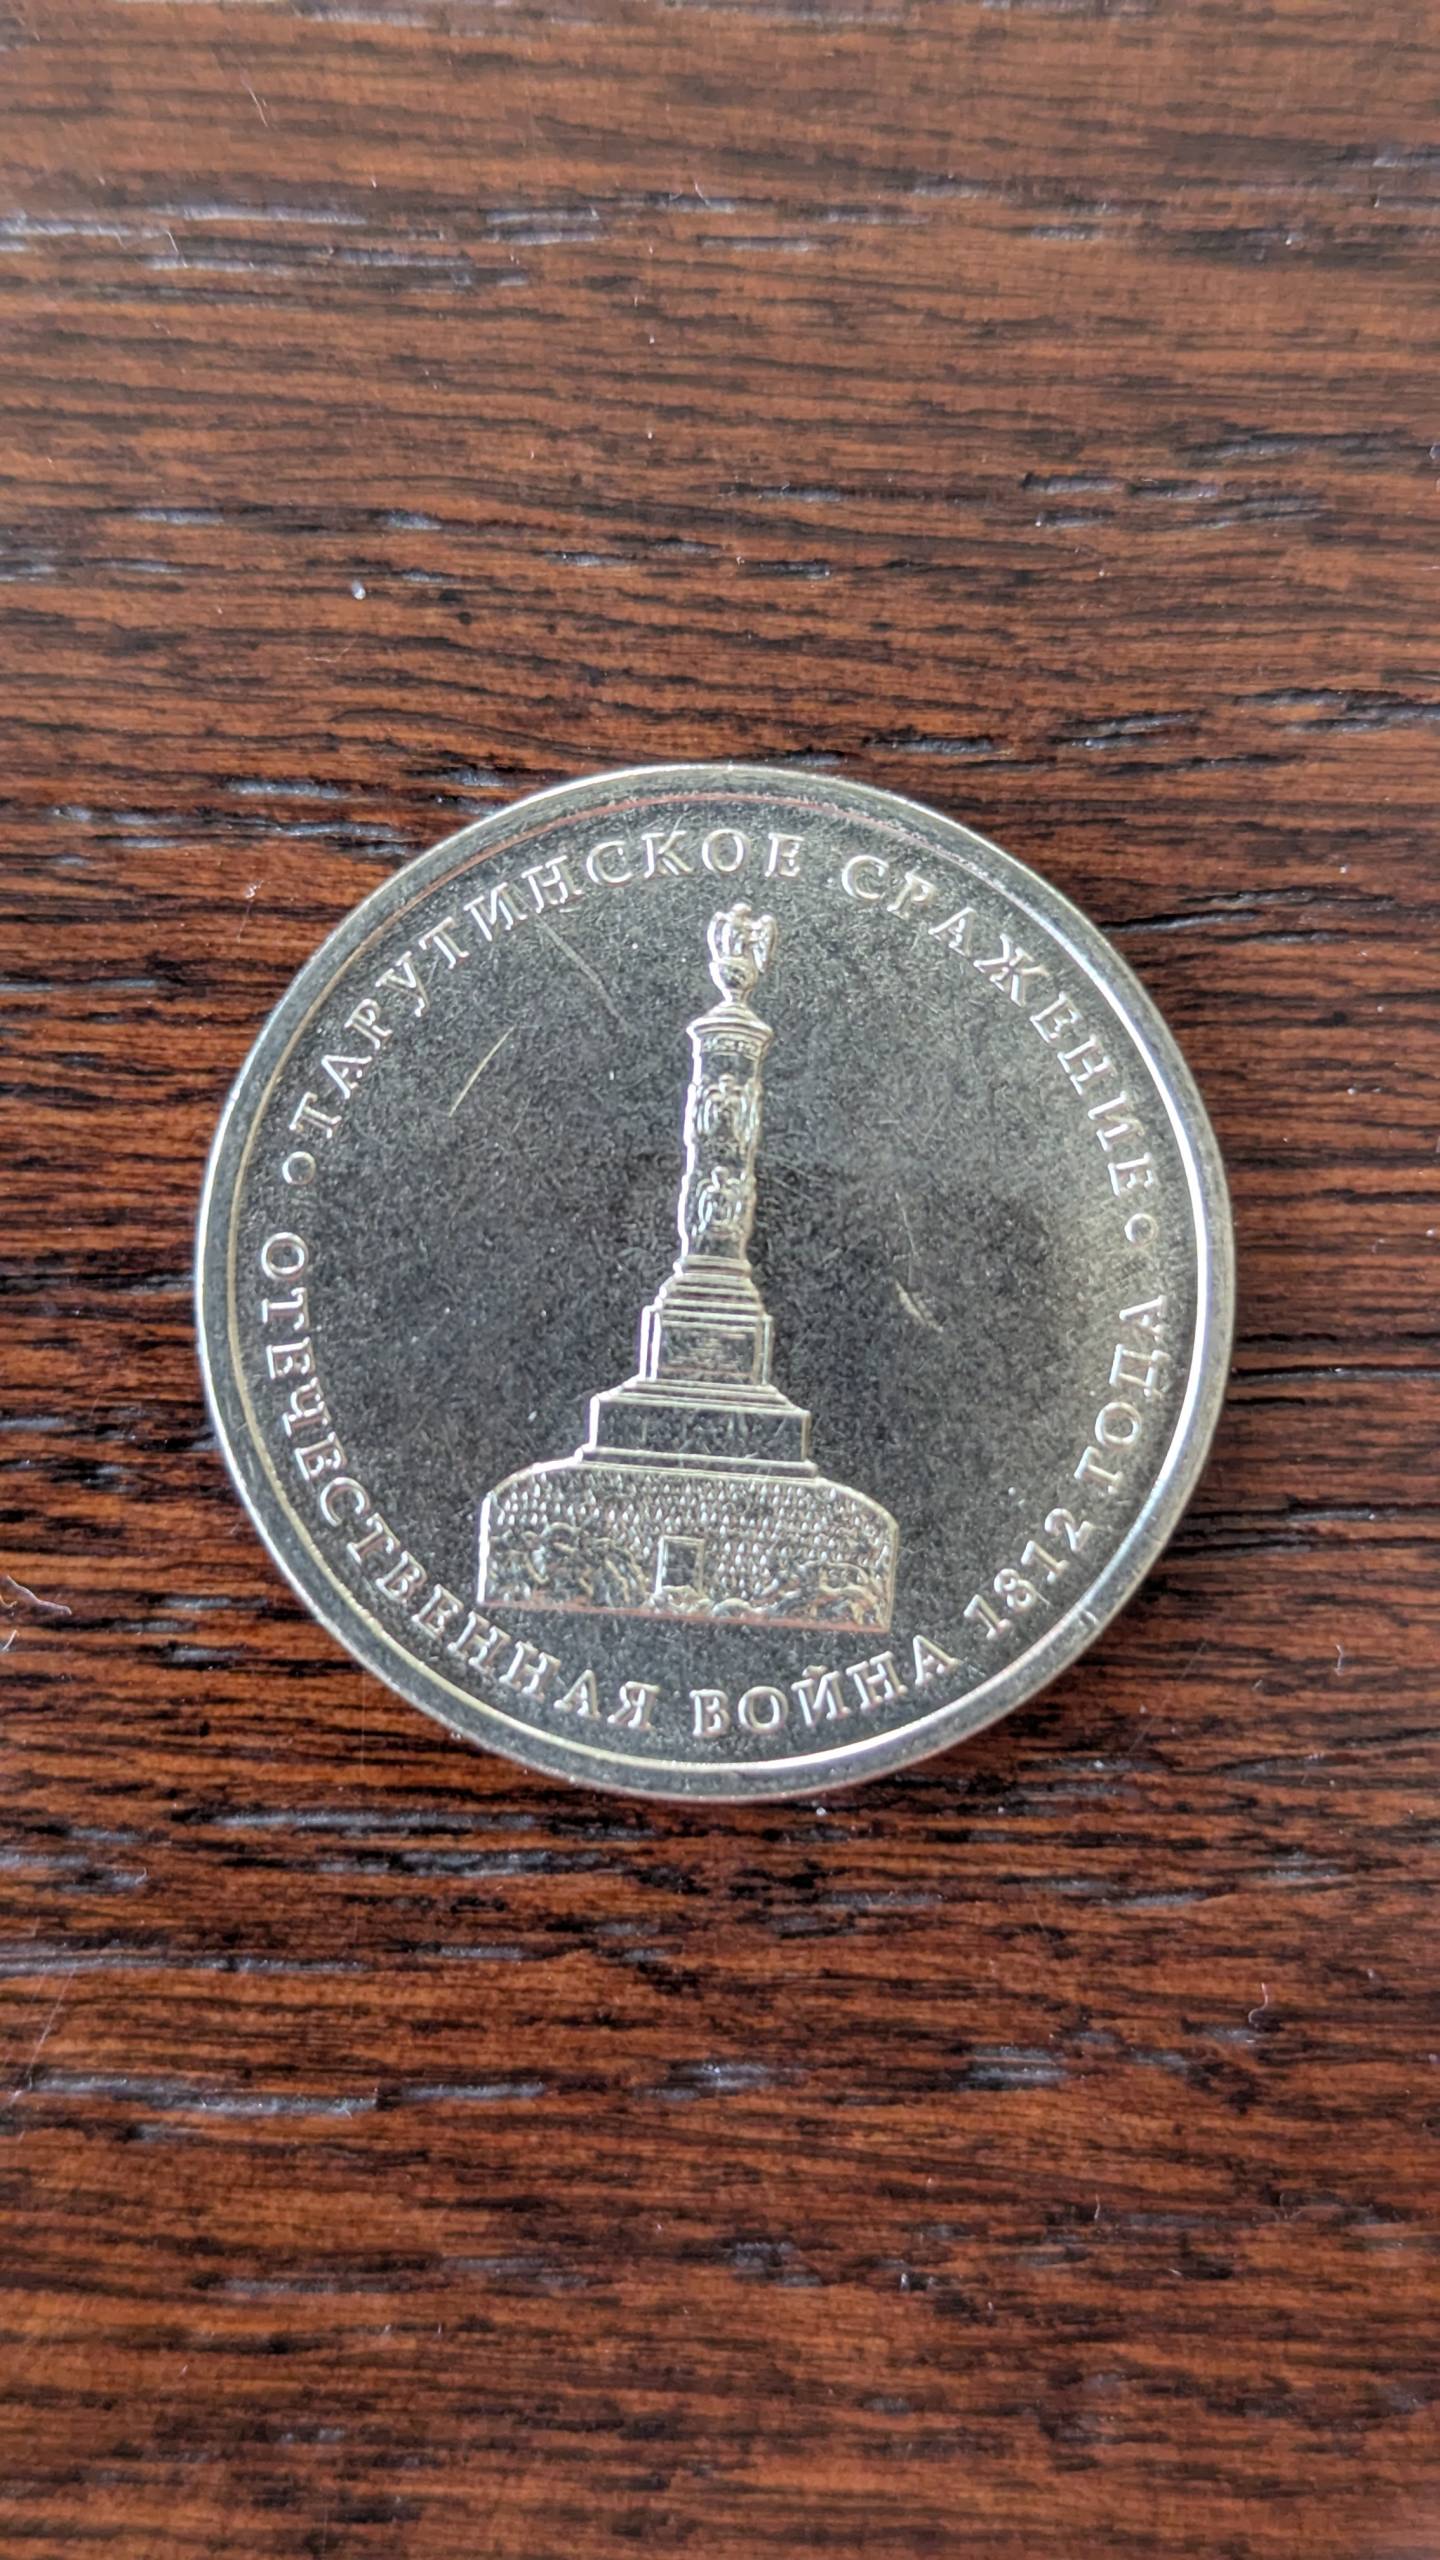 ТАРУТИНСКОЕ СРАЖЕНИЕ
ОТЕЧЕСТВЕННАЯ ВОЙНА 1812 ГОДА